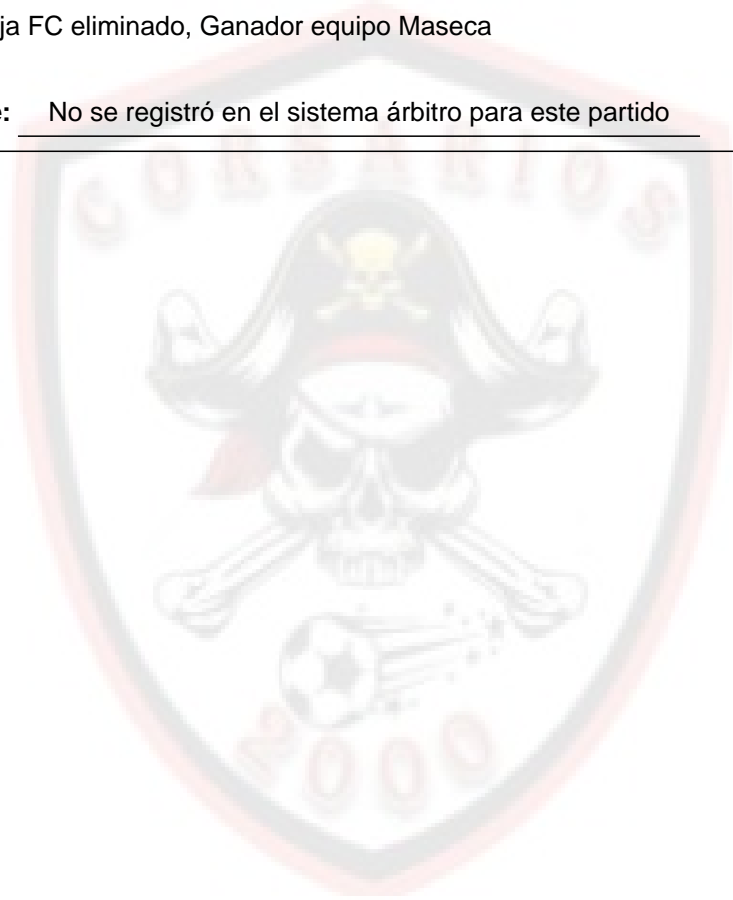 ja FC eliminado, Ganador equipo Maseca
: No se registró en el sistema árbitro para este partido
CORSARIOS
2000